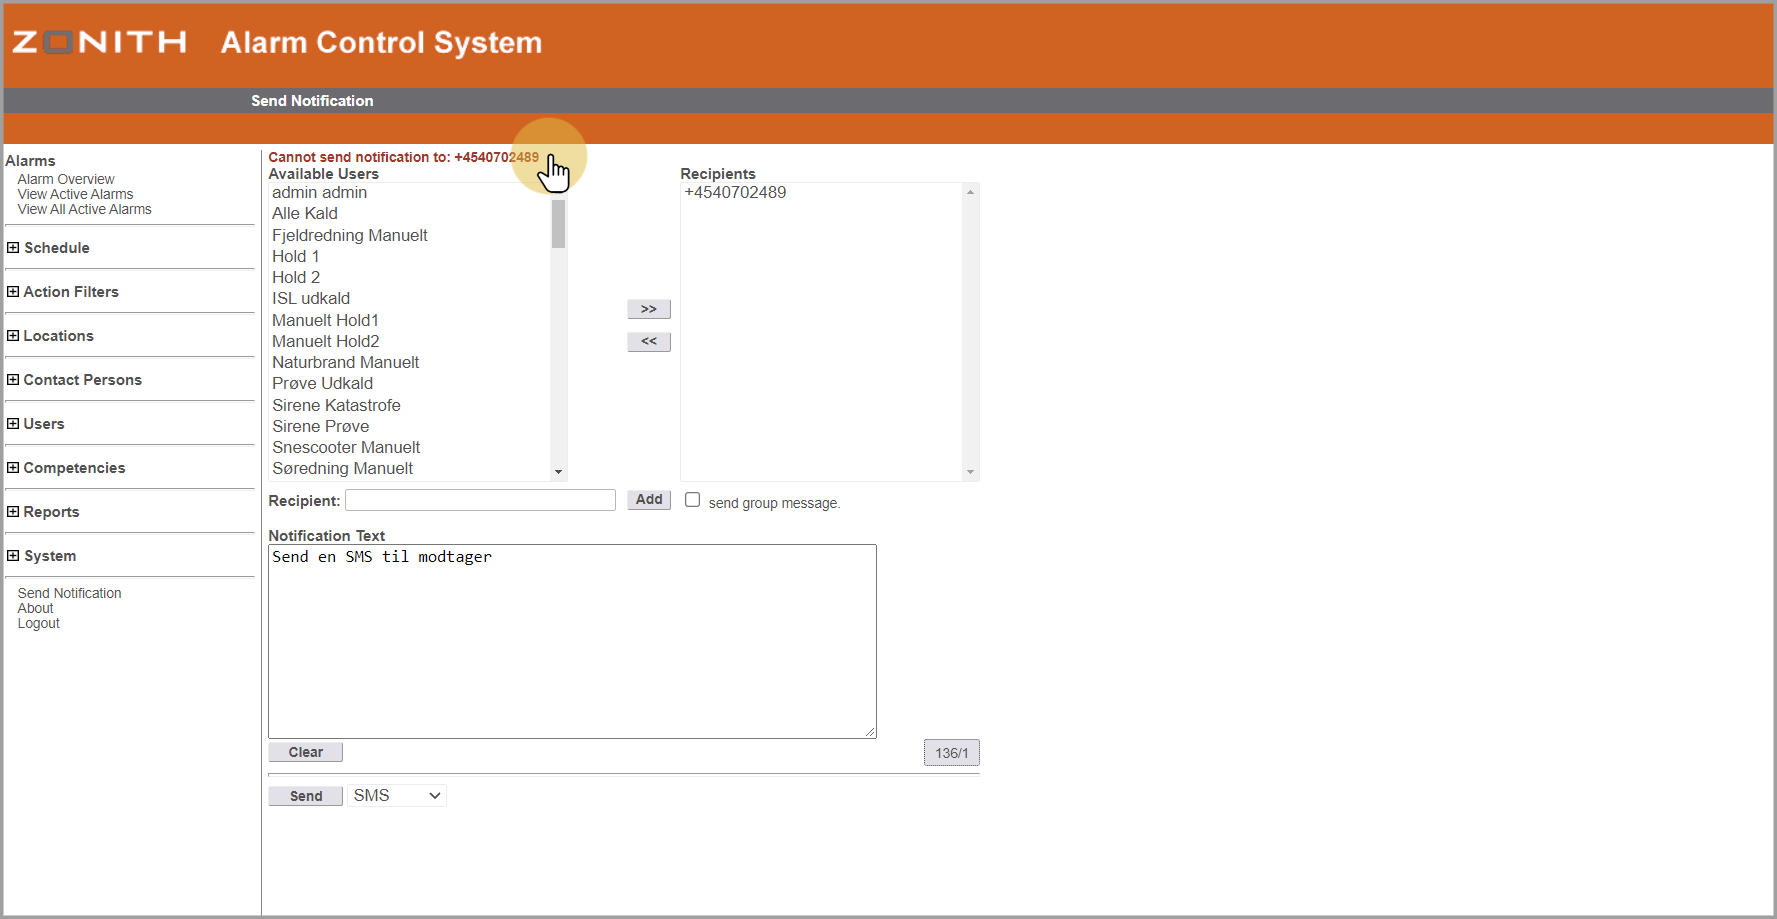 ZONITH Alarm Control System
Send Notification
Alarms
Alarm Overview
View Active Alarms
View All Active Alarms
Schedule
Action Filters
Locations
Contact Persons
Users
Competencies
Reports
System
Send Notification
About
Logout
Cannot send notification to: +4540702489
Available Users
admin admin
Alle Kald
Fjeldredning Manuelt
Hold 1
Hold 2
ISL udkald
Manuelt Hold1
Manuelt Hold2
Naturbrand Manuelt
Prøve Udkald
Sirene Katastrofe
Sirene Prøve
Snescooter Manuelt
Søredning Manuelt
>>
<<
Recipients
+4540702489
Recipient:
Add
send group message.
Notification Text
Send en SMS til modtager
Clear
136/1
Send
SMS